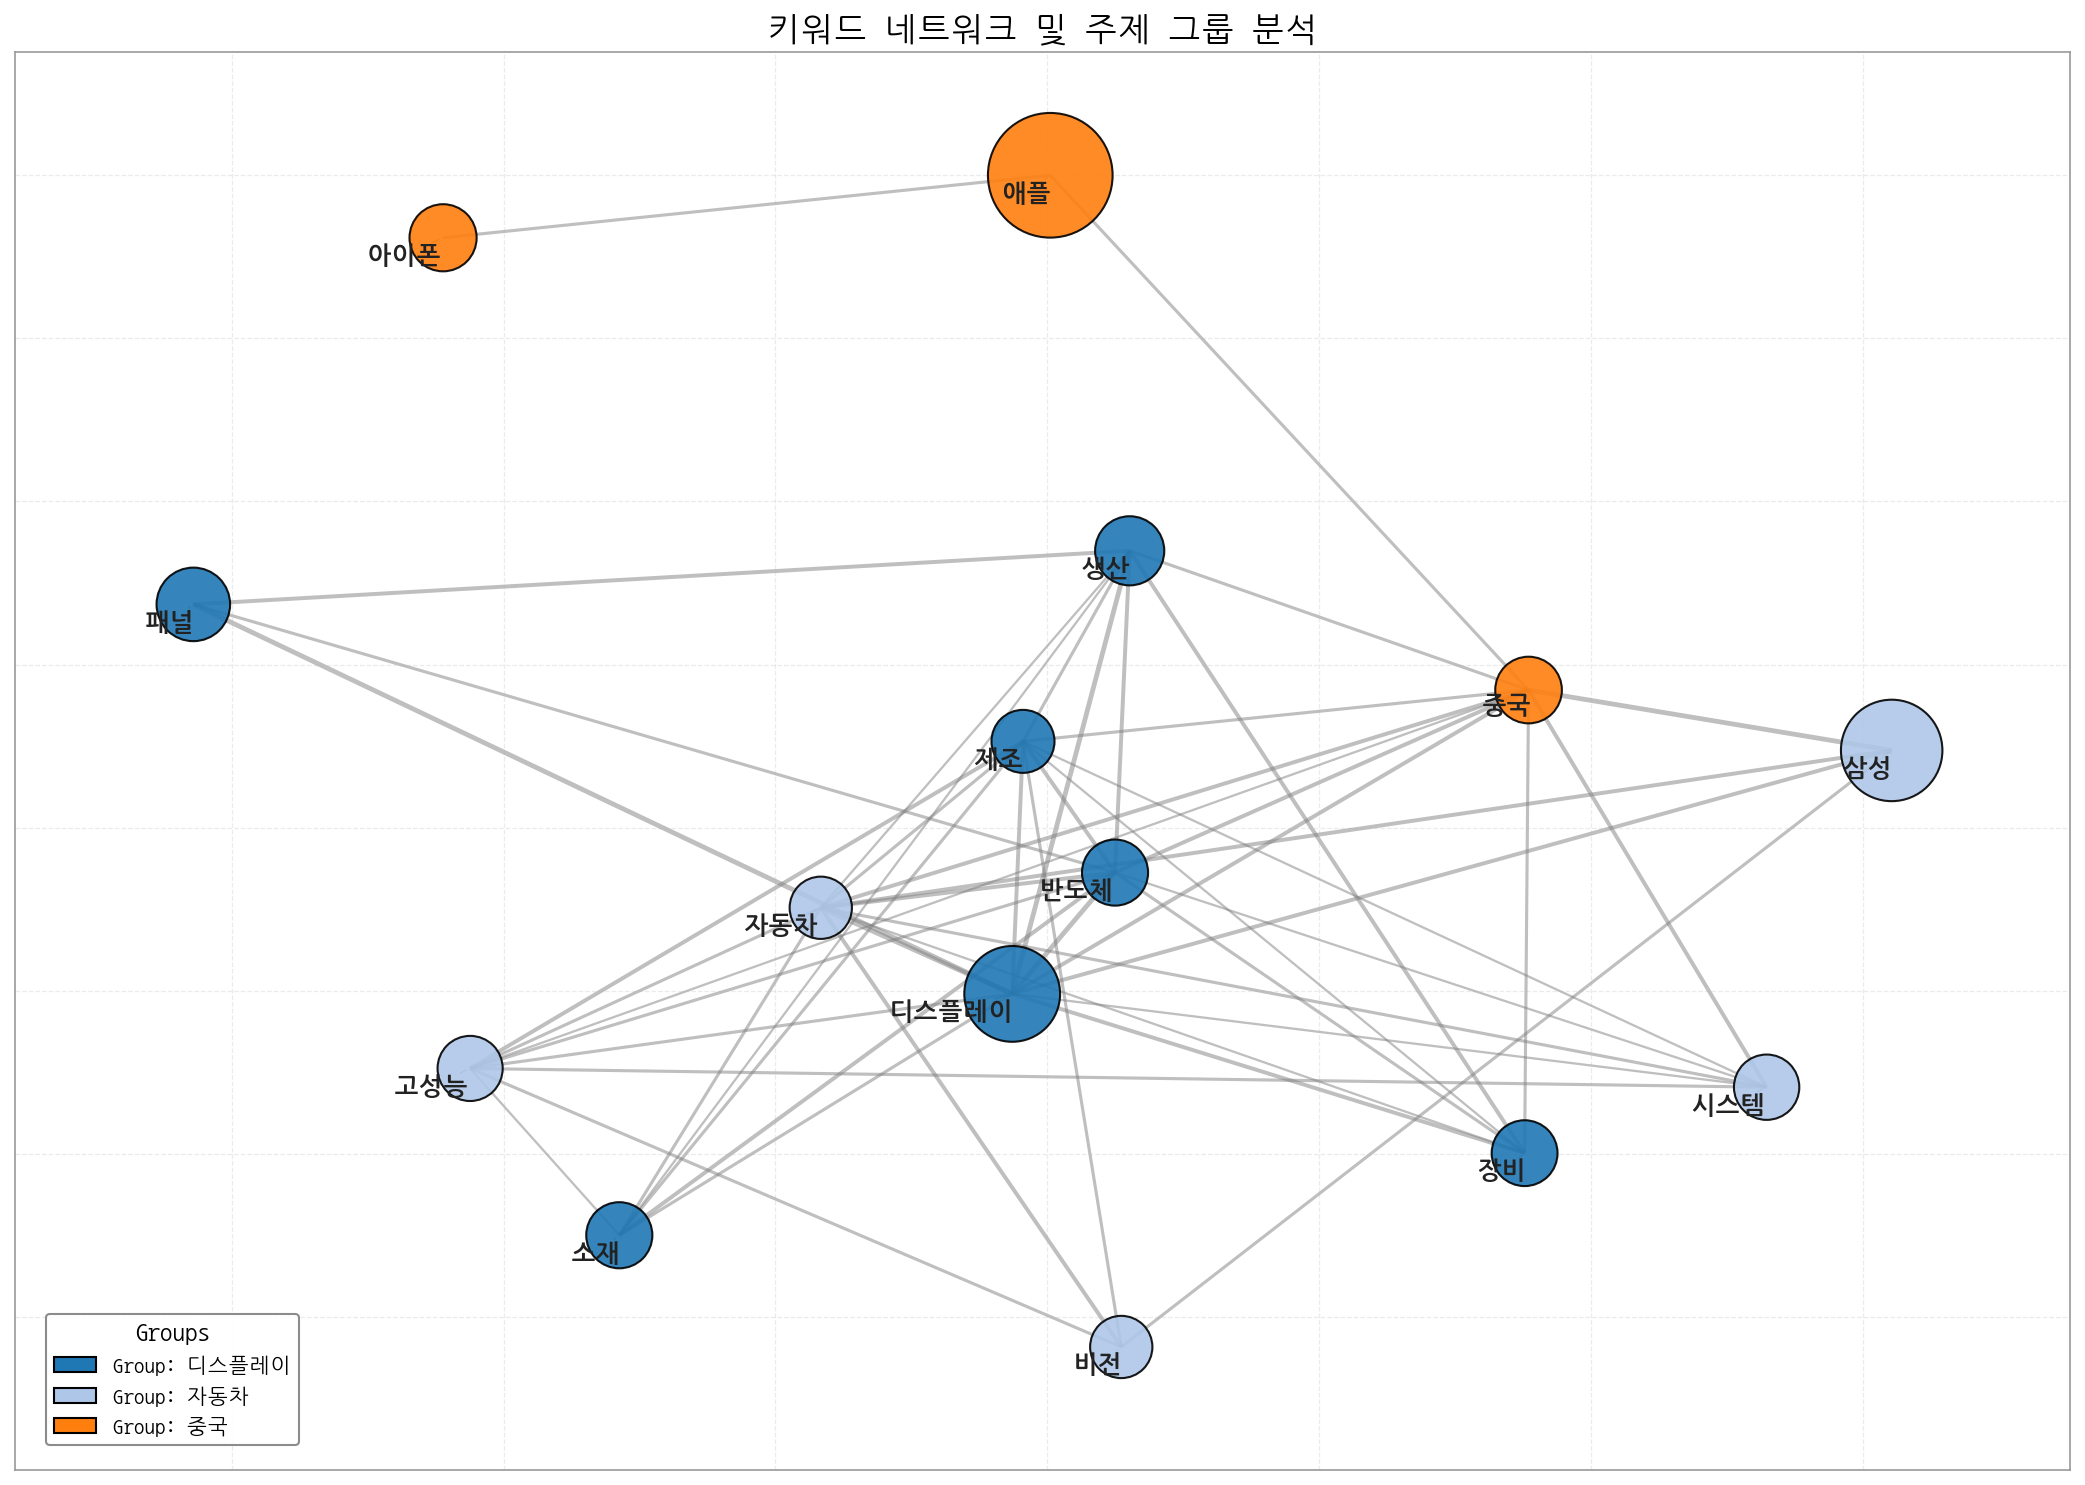 키워드 네트워크 및 주제 그룹 분석
애플
아이폰
생산
패널
중국
제조
삼성
반도체
자동차
디스플레이
고성능
시스템
장비
소재
비전
Groups
Group: 디스플레이
Group: 자동차
Group: 중국